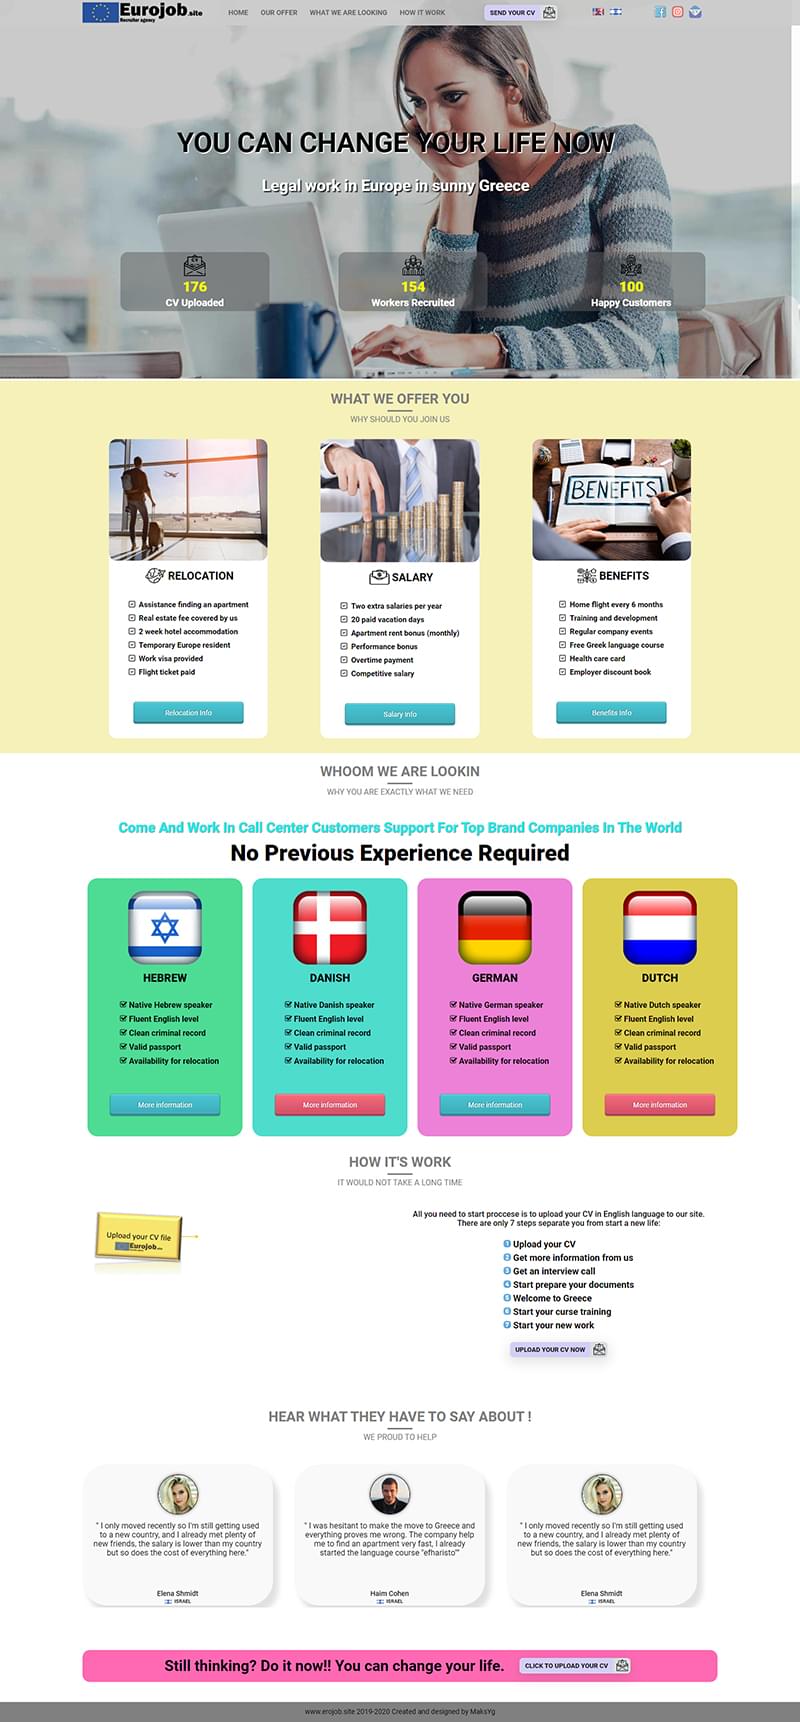 Eurojob.site
Recruiter agency
HOME OUR OFFER WHAT WE ARE LOOKING HOW IT WORK SEND YOUR CV
YOU CAN CHANGE YOUR LIFE NOW
Legal work in Europe in sunny Greece
176
CV Uploaded
154
Workers Recruited
100
Happy Customers
WHAT WE OFFER YOU
WHY SHOULD YOU JOIN US
RELOCATION
Assistance finding an apartment
Real estate fee covered by us
2 week hotel accommodation
Temporary Europe resident
Work visa provided
Flight ticket paid
Relocation Info
SALARY
Two extra salaries per year
20 paid vacation days
Apartment rent bonus (monthly)
Performance bonus
Overtime payment
Competitive salary
Salary Info
BENEFITS
BENEFITS
Home flight every 6 months
Training and development
Regular company events
Free Greek language course
Health care card
Employer discount book
Benefits Info
WHOOM WE ARE LOOKIN
WHY YOU ARE EXACTLY WHAT WE NEED
Come And Work In Call Center Customers Support For Top Brand Companies In The World
No Previous Experience Required
HEBREW
Native Hebrew speaker
Fluent English level
Clean criminal record
Valid passport
Availability for relocation
More information
DANISH
Native Danish speaker
Fluent English level
Clean criminal record
Valid passport
Availability for relocation
More information
GERMAN
Native German speaker
Fluent English level
Clean criminal record
Valid passport
Availability for relocation
More information
DUTCH
Native Dutch speaker
Fluent English level
Clean criminal record
Valid passport
Availability for relocation
More information
HOW IT'S WORK
IT WOULD NOT TAKE A LONG TIME
Upload your CV file
Eurojob.site
All you need to start proccese is to upload your CV in English language to our site.
There are only 7 steps separate you from start a new life:
1 Upload your CV
2 Get more information from us
3 Get an interview call
4 Start prepare your documents
5 Welcome to Greece
6 Start your curse training
7 Start your new work
UPLOAD YOUR CV NOW
HEAR WHAT THEY HAVE TO SAY ABOUT !
WE PROUD TO HELP
" I only moved recently so I'm still getting used
to a new country, and I already met plenty of
new friends, the salary is lower than my country
but so does the cost of everything here."
Elena Shmidt
ISRAEL
" I was hesitant to make the move to Greece and
everything proves me wrong. The company help
me to find an apartment very fast, I already
started the language course "efharisto""
Haim Cohen
ISRAEL
" I only moved recently so I'm still getting used
to a new country, and I already met plenty of
new friends, the salary is lower than my country
but so does the cost of everything here."
Elena Shmidt
ISRAEL
Still thinking? Do it now!! You can change your life. CLICK TO UPLOAD YOUR CV
www.erojob.site 2019-2020 Created and designed by MaksYg